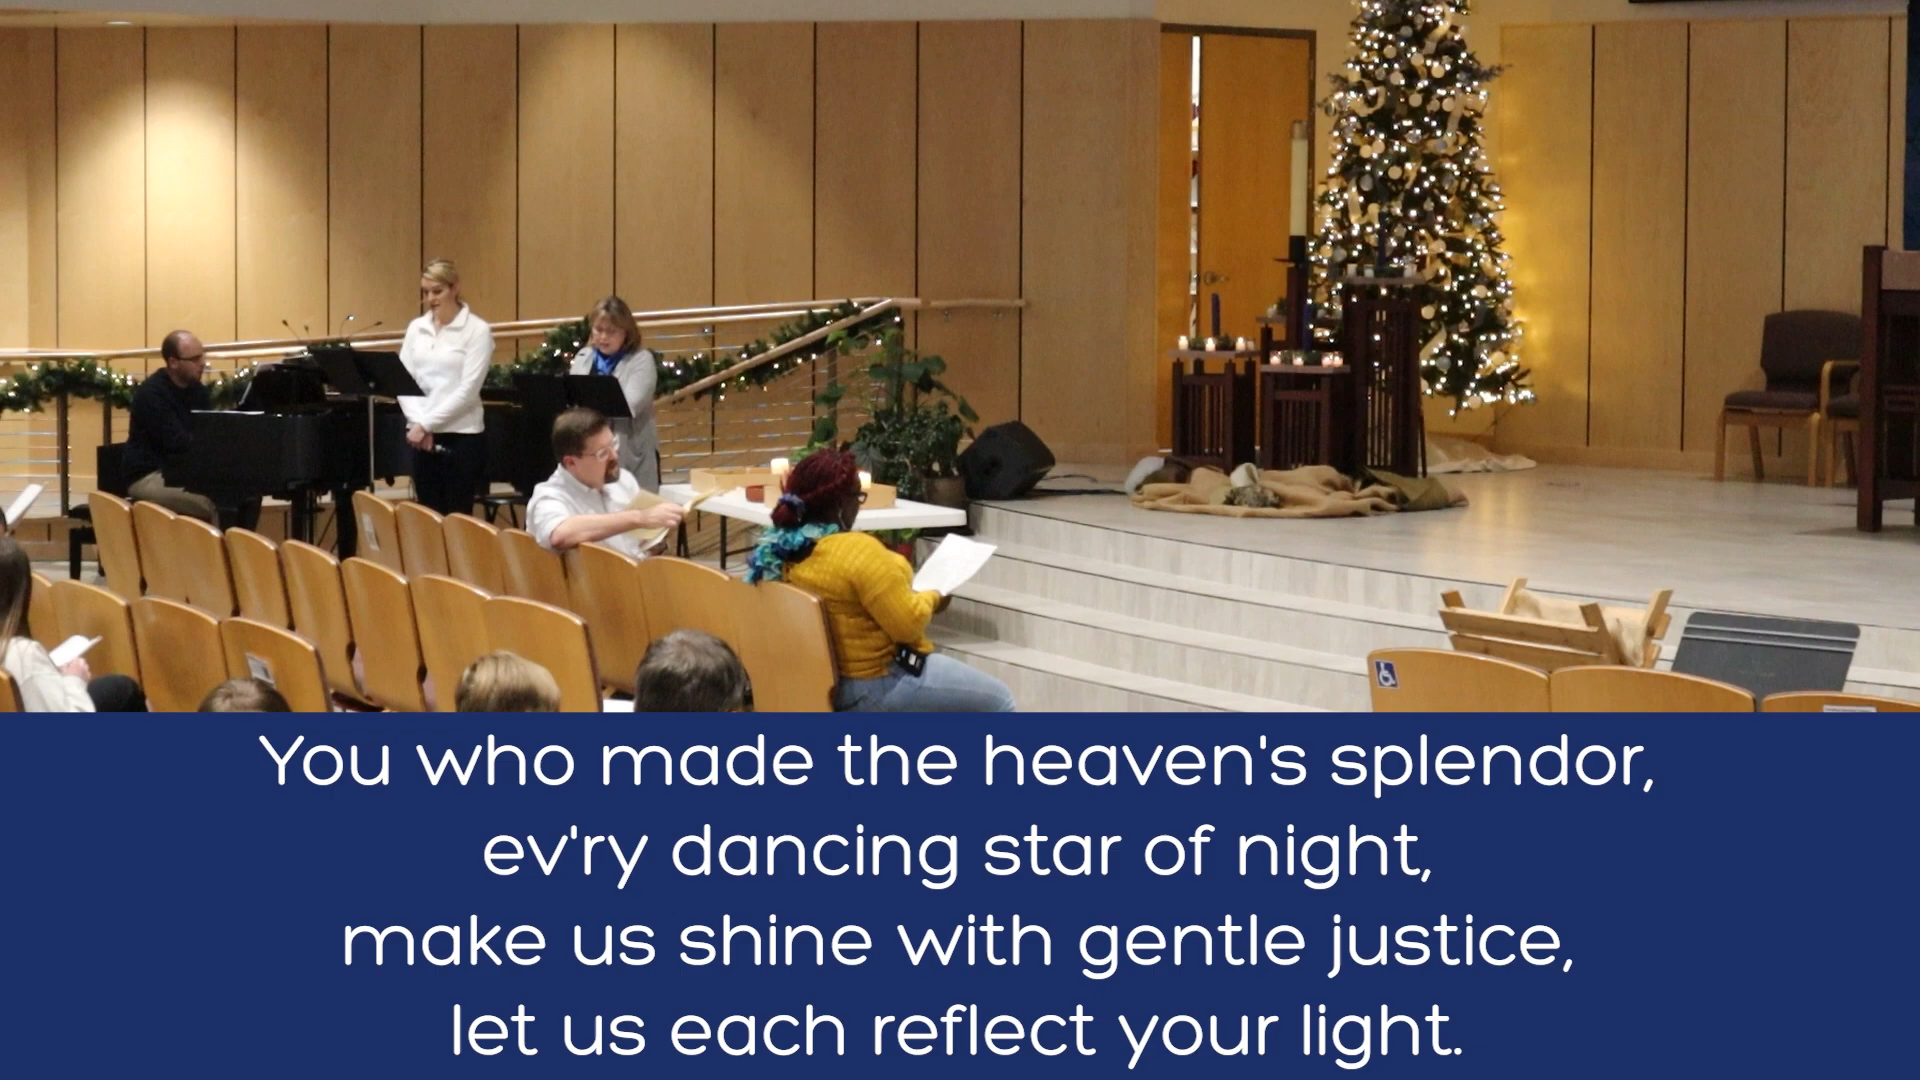 You who made the heaven's splendor,
ev'ry dancing star of night,
make us shine with gentle justice,
let us each reflect your light.